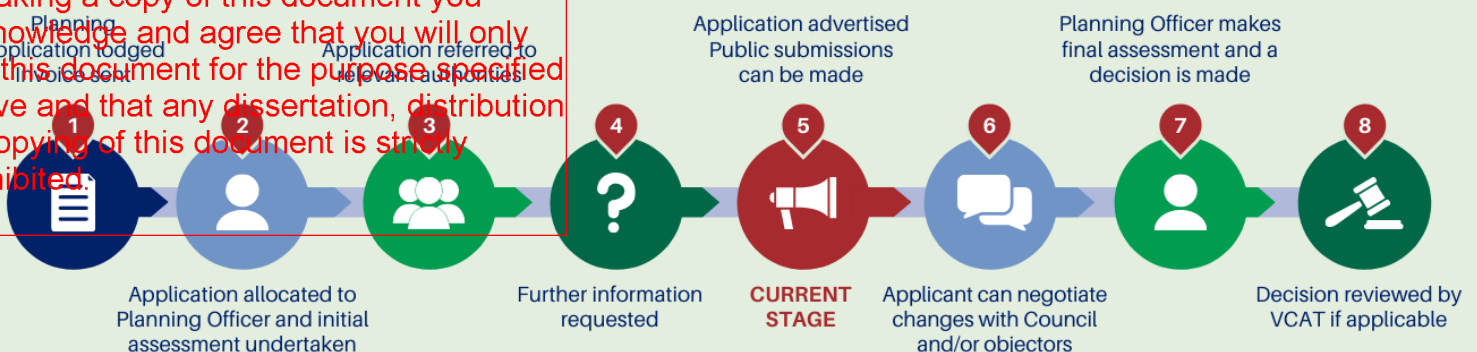 aking a copy of this document you
nowledge and agree that you will only
this document for the purpose specified
ve and that any dissertation, distribution
opying of this document is strictly
ibited.
Planning
pplication lodged
Invoice sent
Application referred to
relevant authorities
Application advertised
Public submissions
can be made
Planning Officer makes
final assessment and a
decision is made
1
2
3
4
5
6
7
8
?
Application allocated to
Planning Officer and initial
assessment undertaken
Further information
requested
CURRENT
STAGE
Applicant can negotiate
changes with Council
and/or objectors
Decision reviewed by
VCAT if applicable